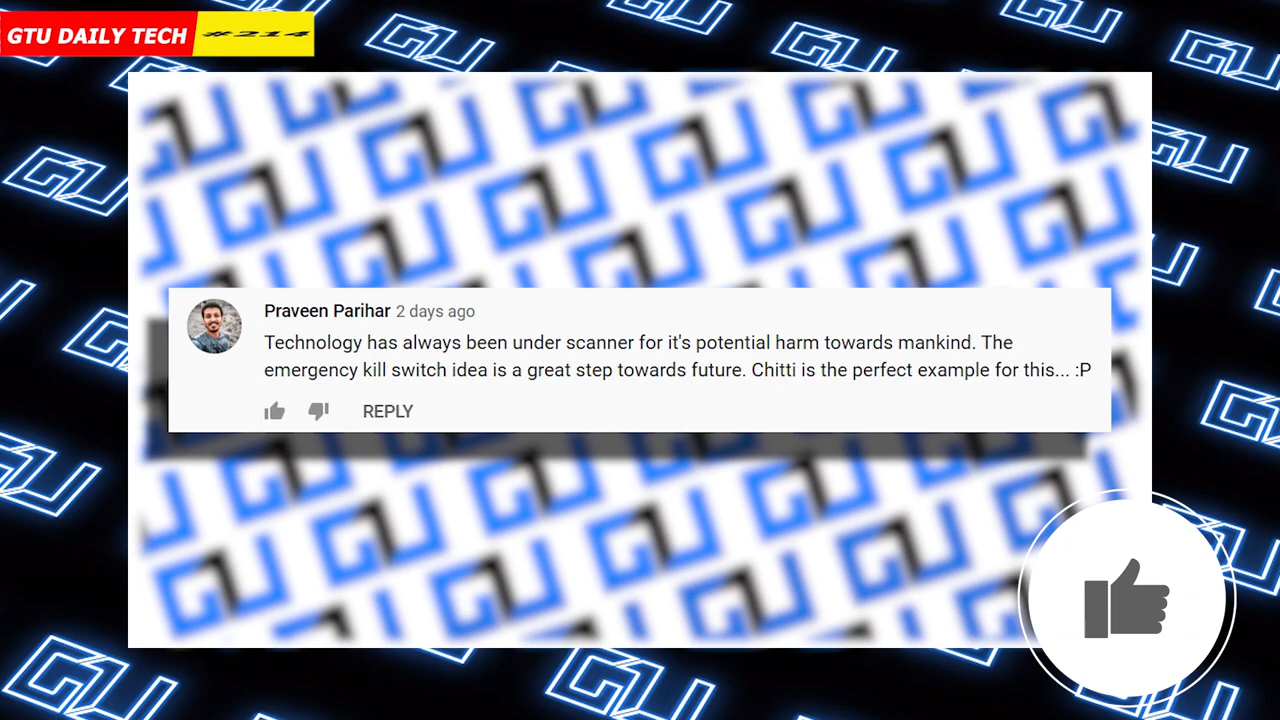 GTU DAILY TECH #214
Praveen Parihar 2 days ago
Technology has always been under scanner for it's potential harm towards mankind. The
emergency kill switch idea is a great step towards future. Chitti is the perfect example for this... :P
REPLY